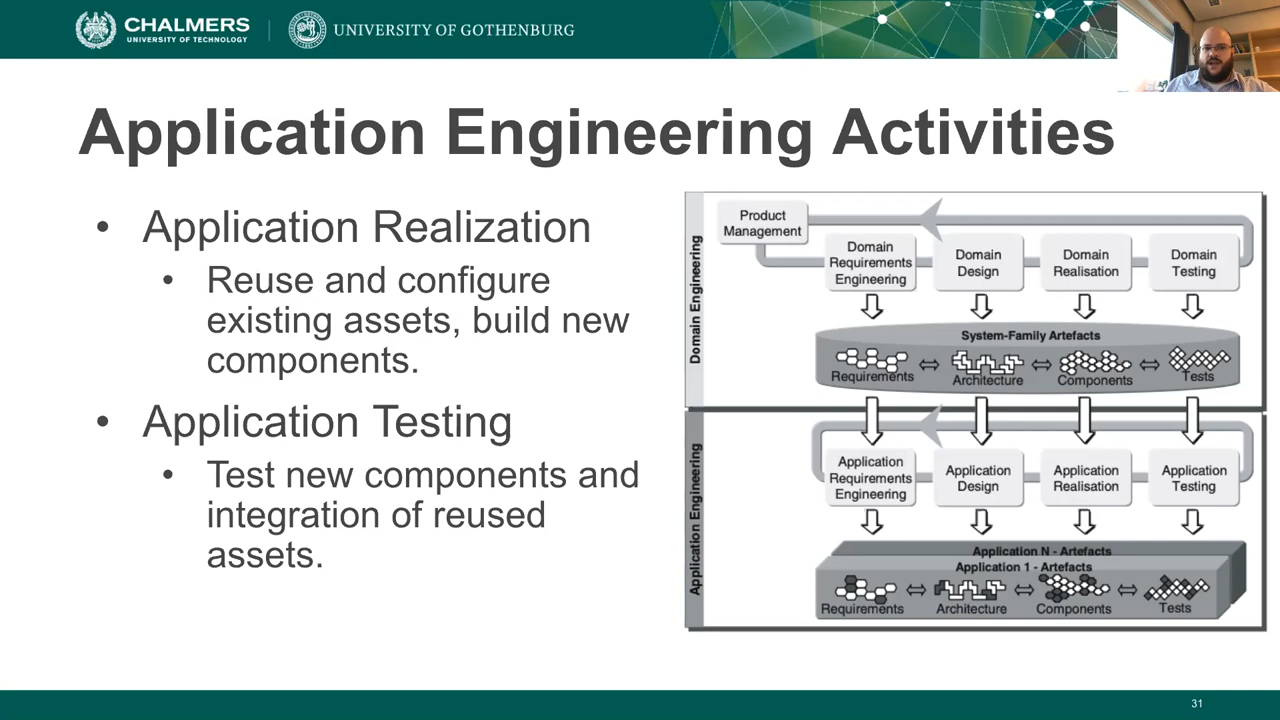 CHALMERS
UNIVERSITY OF TECHNOLOGY
UNIVERSITY OF GOTHENBURG
Application Engineering Activities
• Application Realization
• Reuse and configure
existing assets, build new
components.
• Application Testing
• Test new components and
integration of reused
assets.
Domain Engineering
Product
Management
Domain
Requirements
Engineering
Domain
Design
Domain
Realisation
Domain
Testing
System-Family Artefacts
Requirements
Architecture
Components
Tests
Application Engineering
Application
Requirements
Engineering
Application
Design
Application
Realisation
Application
Testing
Application N - Artefacts
Application 1 - Artefacts
Requirements
Architecture
Components
Tests
31